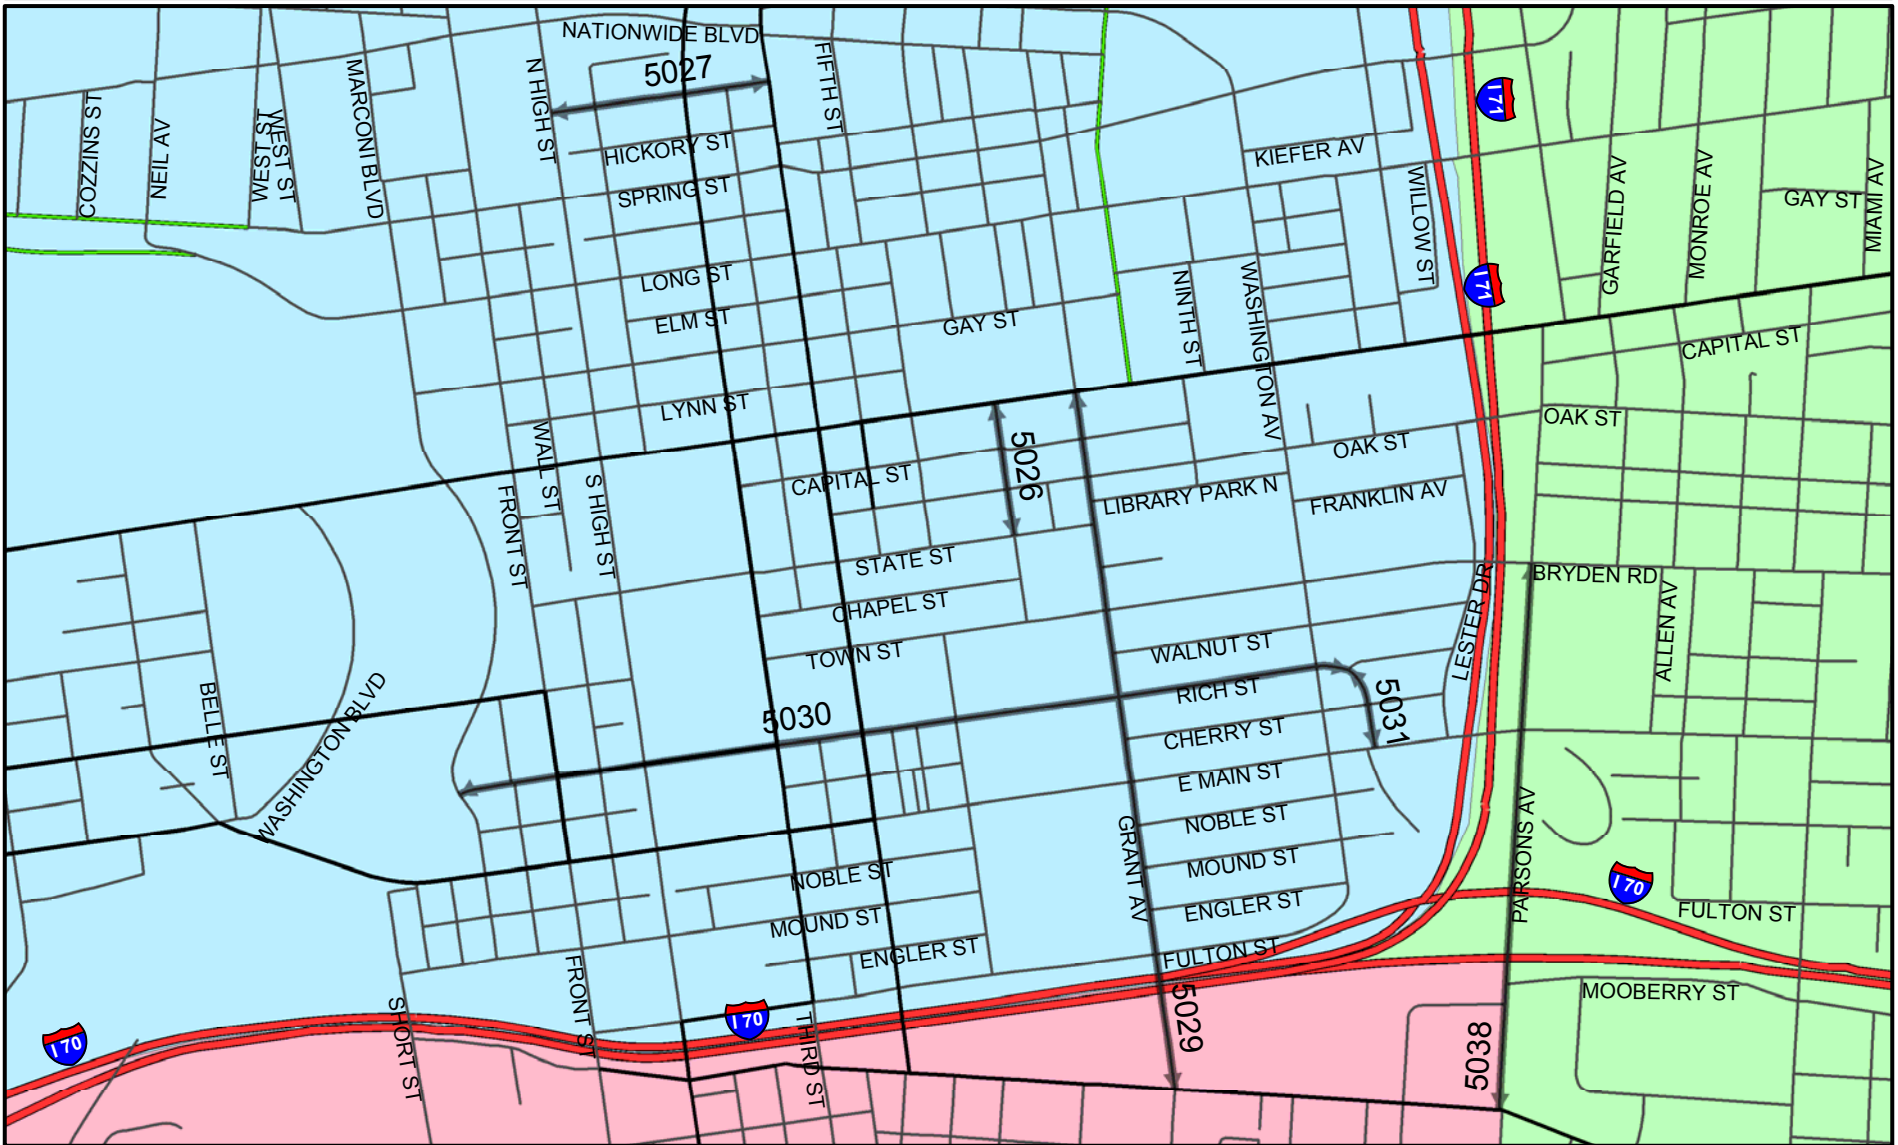 NATIONWIDE BLVD
5027
FIFTH ST
N HIGH ST
MARCONI BLVD
COZZINS ST
NEIL AV
WEST ST
WEST ST
HICKORY ST
SPRING ST
KIEFER AV
WILLOW ST
I 71
GARFIELD AV
MONROE AV
GAY ST
MIAMI AV
LONG ST
ELM ST
GAY ST
NINTH ST
WASHINGTON AV
I 71
CAPITAL ST
LYNN ST
WALL ST
FRONT ST
S HIGH ST
CAPITAL ST
5026
LIBRARY PARK N
OAK ST
FRANKLIN AV
OAK ST
STATE ST
CHAPEL ST
TOWN ST
BRYDEN RD
LESTER DR
ALLEN AV
WALNUT ST
RICH ST
5031
BELLE ST
WASHINGTON BLVD
5030
CHERRY ST
E MAIN ST
NOBLE ST
MOUND ST
ENGLER ST
FULTON ST
GRANT AV
PARSONS AV
I 70
FULTON ST
NOBLE ST
MOUND ST
ENGLER ST
FRONT ST
SHORT ST
I 70
I 70
THIRD ST
5029
5038
MOOBERRY ST